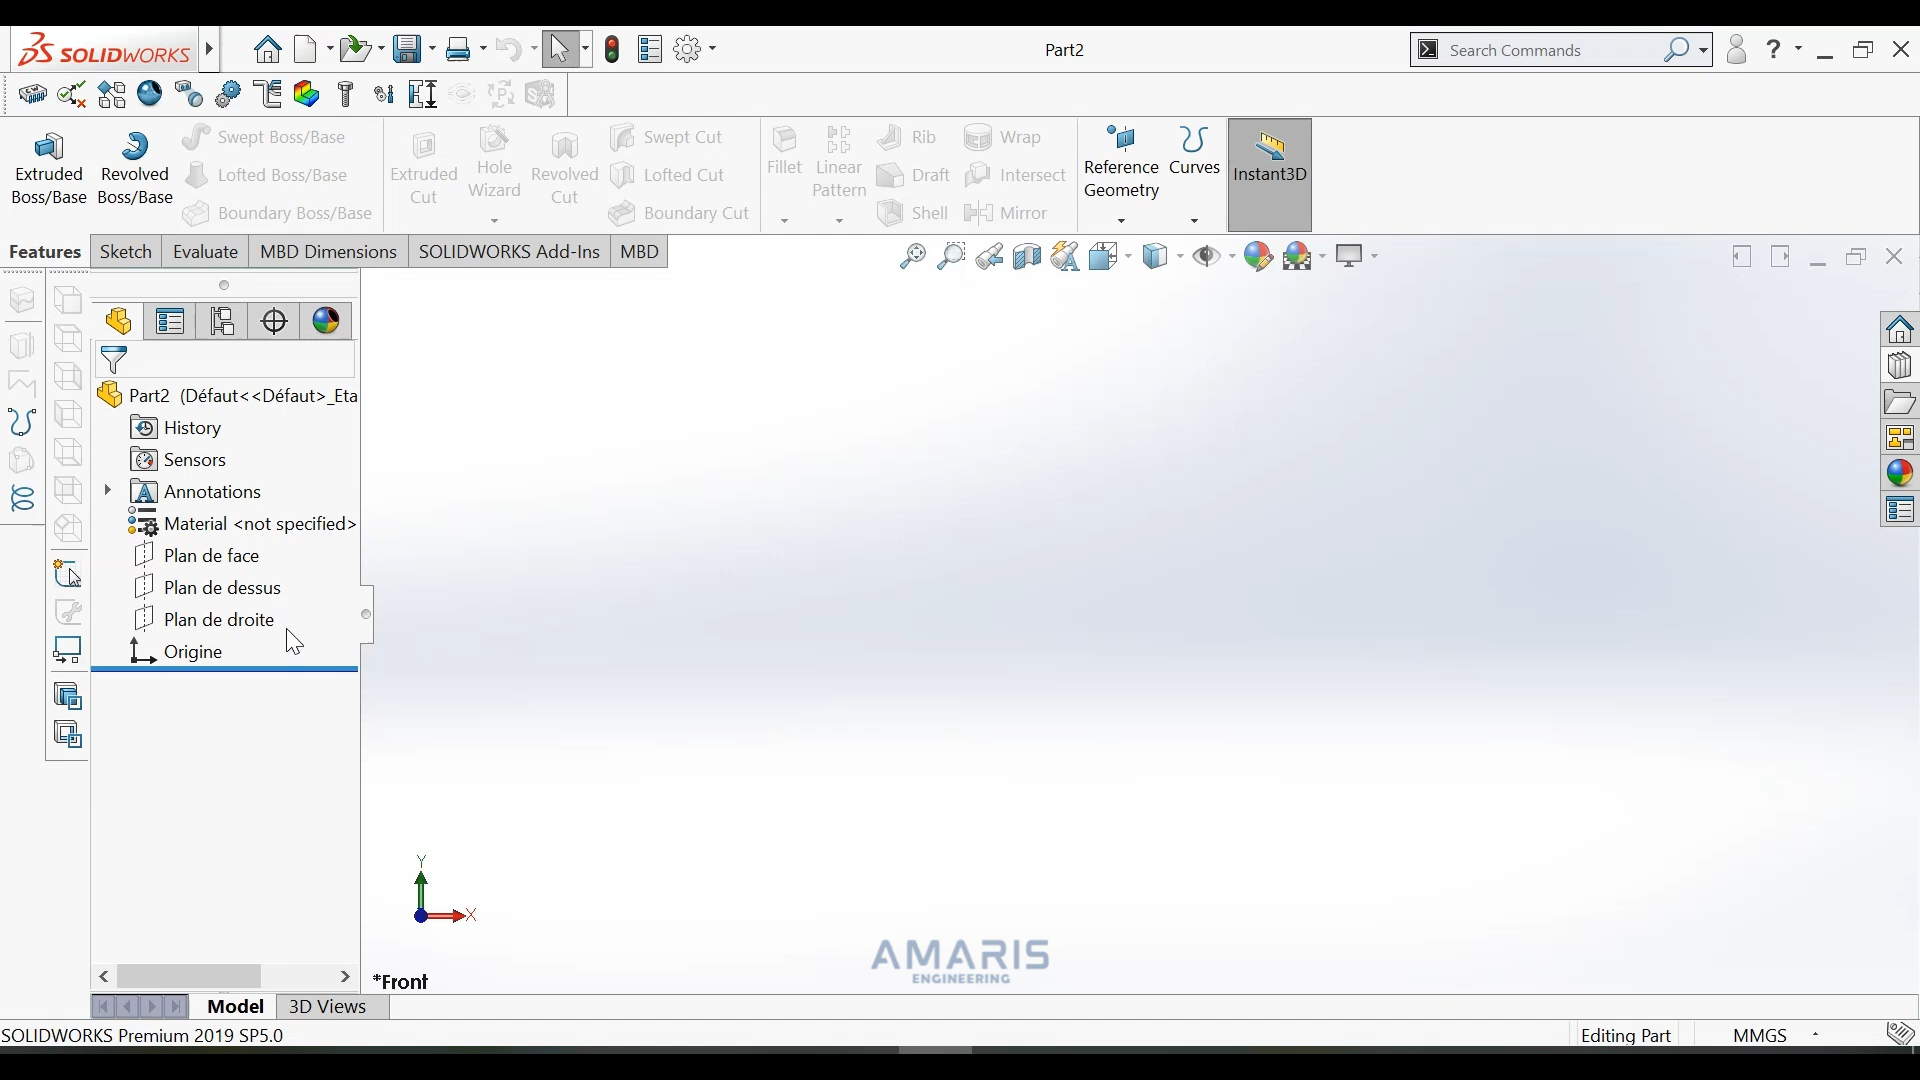 SOLIDWORKS
Part2
Search Commands
?
Extruded Boss/Base
Revolved Boss/Base
Swept Boss/Base
Lofted Boss/Base
Boundary Boss/Base
Extruded Cut
Hole Wizard
Revolved Cut
Swept Cut
Lofted Cut
Boundary Cut
Fillet
Linear Pattern
Rib
Draft
Shell
Wrap
Intersect
Mirror
Reference Geometry
Curves
Instant3D
Features
Sketch
Evaluate
MBD Dimensions
SOLIDWORKS Add-Ins
MBD
Part2 (Défaut<<Défaut>_Eta
History
Sensors
Annotations
Material <not specified>
Plan de face
Plan de dessus
Plan de droite
Origine
Y
X
*Front
AMARIS
ENGINEERING
Model
3D Views
SOLIDWORKS Premium 2019 SP5.0
Editing Part
MMGS